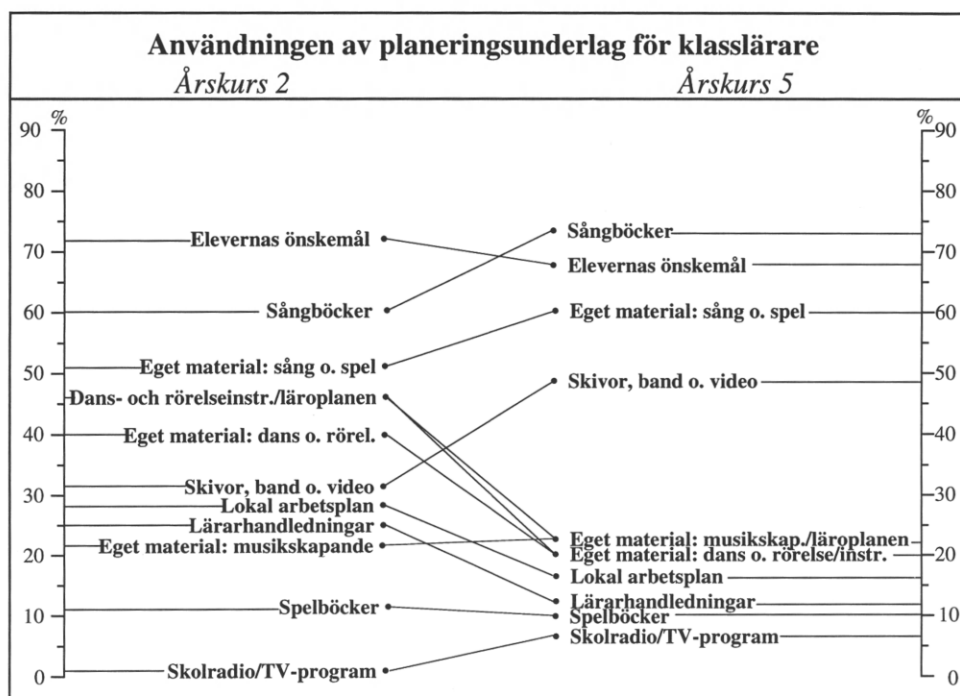 Användningen av planeringsunderlag för klasslärare
Årskurs 2
Årskurs 5
%
90
80
70
60
50
40
30
20
10
0
Elevernas önskemål
Sångböcker
Eget material: sång o. spel
Dans- och rörelseinstr./läroplanen
Eget material: dans o. rörel.
Skivor, band o. video
Lokal arbetsplan
Lärarhandledningar
Eget material: musikskapande
Spelböcker
Skolradio/TV-program
Sångböcker
Elevernas önskemål
Eget material: sång o. spel
Skivor, band o. video
Eget material: musikskap./läroplanen
Eget material: dans o. rörelse/instr.
Lokal arbetsplan
Lärarhandledningar
Spelböcker
Skolradio/TV-program
%
90
80
70
60
50
40
30
20
10
0